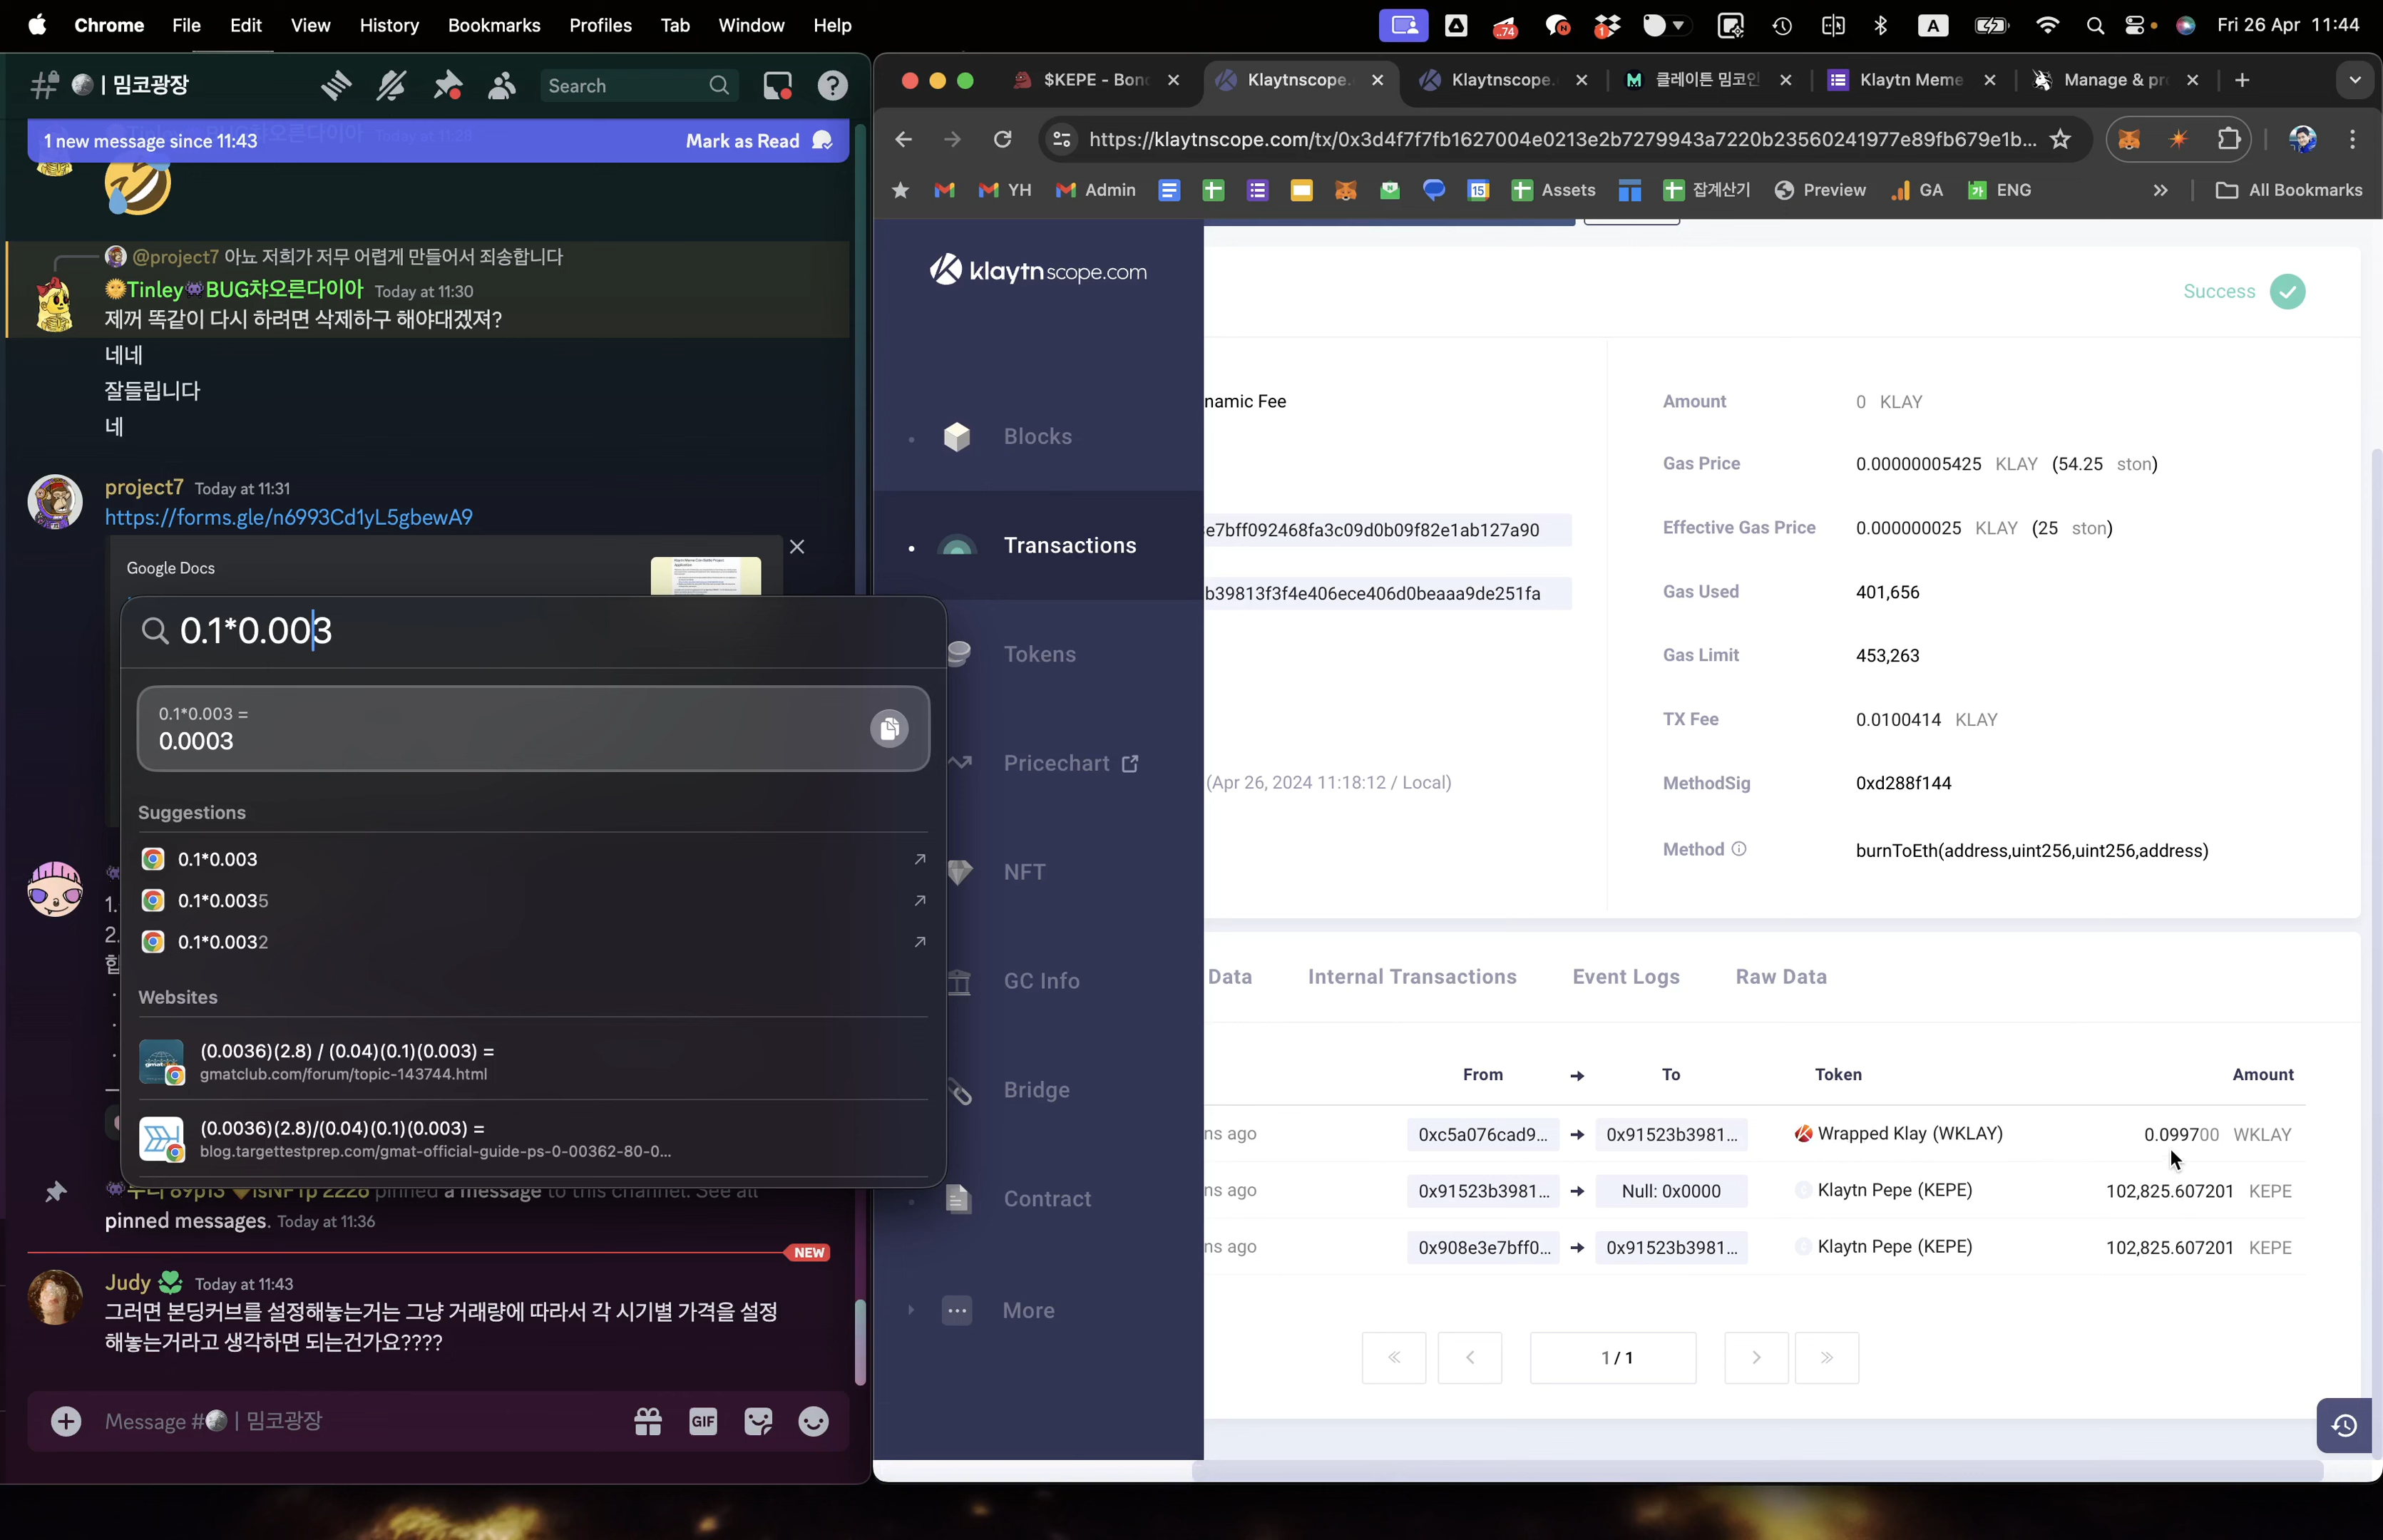 Chrome File Edit View History Bookmarks Profiles Tab Window Help
A
Fri 26 Apr 11:44
밈코광장
Search
1 new message since 11:43
Mark as Read
@project7 아뇨 저희가 저무 어렵게 만들어서 죄송합니다
Tinley BUG챠오른다이아 Today at 11:30
제꺼 똑같이 다시 하려면 삭제하구 해야대겠져?
네네
잘들립니다
네
project7 Today at 11:31
https://forms.gle/n6993Cd1yL5gbewA9
Google Docs
0.1*0.003
0.1*0.003 =
0.0003
Suggestions
0.1*0.003
0.1*0.0035
0.1*0.0032
Websites
(0.0036)(2.8) / (0.04)(0.1)(0.003) =
gmatclub.com/forum/topic-143744.html
(0.0036)(2.8)/(0.04)(0.1)(0.003) =
blog.targettestprep.com/gmat-official-guide-ps-0-00362-80-0...
1.
2.
pinned a message to this channel. See all
pinned messages. Today at 11:36
NEW
Judy Today at 11:43
그러면 본딩커브를 설정해놓는거는 그냥 거래량에 따라서 각 시기별 가격을 설정
해놓는거라고 생각하면 되는건가요????
Message # | 밈코광장
GIF
$KEPE - Bon
Klaytnscope.
Klaytnscope.
클레이튼 밈코인
Klaytn Meme
Manage & pr
https://klaytnscope.com/tx/0x3d4f7f7fb1627004e0213e2b7279943a7220b23560241977e89fb679e1b...
YH Admin Assets 잡계산기 Preview GA ENG All Bookmarks
klaytnscope.com
Blocks
Transactions
Tokens
Pricechart
NFT
GC Info
Bridge
Contract
More
Success
namic Fee
e7bff092468fa3c09d0b09f82e1ab127a90
b39813f3f4e406ece406d0beaaa9de251fa
(Apr 26, 2024 11:18:12 / Local)
Amount 0 KLAY
Gas Price 0.00000005425 KLAY (54.25 ston)
Effective Gas Price 0.000000025 KLAY (25 ston)
Gas Used 401,656
Gas Limit 453,263
TX Fee 0.0100414 KLAY
MethodSig 0xd288f144
Method burnToEth(address,uint256,uint256,address)
Data Internal Transactions Event Logs Raw Data
From → To Token Amount
ns ago 0xc5a076cad9... → 0x91523b3981... Wrapped Klay (WKLAY) 0.099700 WKLAY
ns ago 0x91523b3981... → Null: 0x0000 Klaytn Pepe (KEPE) 102,825.607201 KEPE
ns ago 0x908e3e7bff0... → 0x91523b3981... Klaytn Pepe (KEPE) 102,825.607201 KEPE
« ‹ 1 / 1 › »